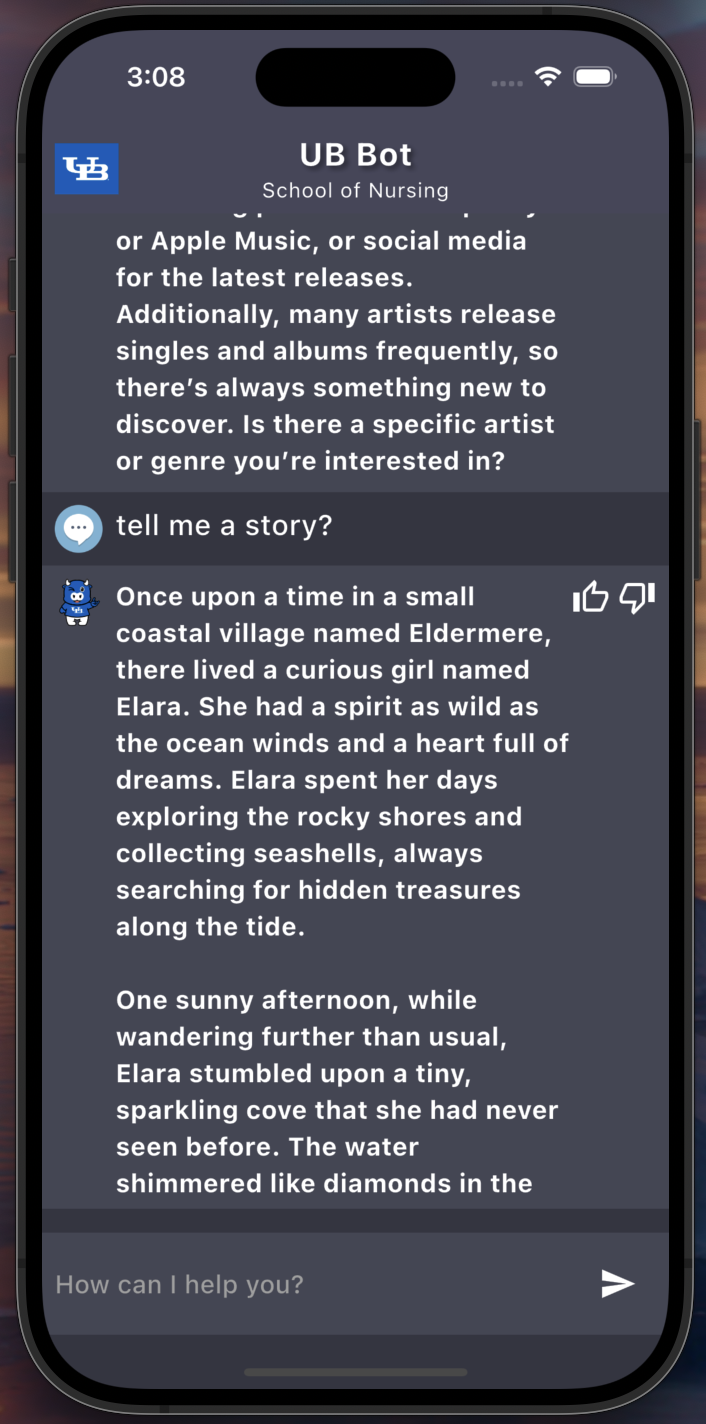 3:08
UB
UB Bot
School of Nursing
or Apple Music, or social media
for the latest releases.
Additionally, many artists release
singles and albums frequently, so
there’s always something new to
discover. Is there a specific artist
or genre you’re interested in?
tell me a story?
Once upon a time in a small
coastal village named Eldermere,
there lived a curious girl named
Elara. She had a spirit as wild as
the ocean winds and a heart full of
dreams. Elara spent her days
exploring the rocky shores and
collecting seashells, always
searching for hidden treasures
along the tide.
One sunny afternoon, while
wandering further than usual,
Elara stumbled upon a tiny,
sparkling cove that she had never
seen before. The water
shimmered like diamonds in the
How can I help you?